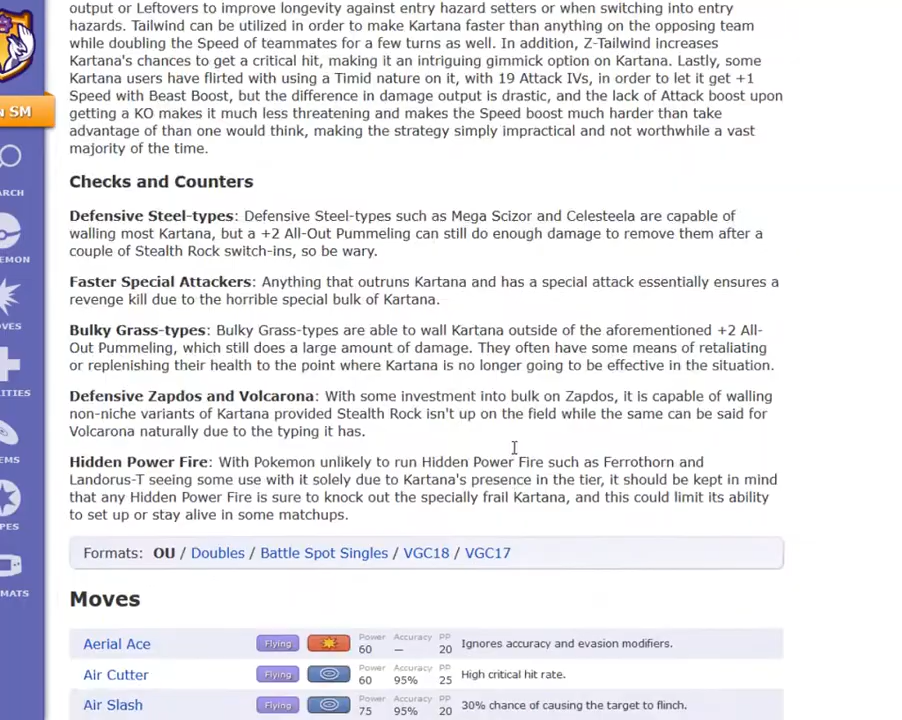 output or Leftovers to improve longevity against entry hazard setters or when switching into entry
hazards. Tailwind can be utilized in order to make Kartana faster than anything on the opposing team
while doubling the Speed of teammates for a few turns as well. In addition, Z-Tailwind increases
Kartana's chances to get a critical hit, making it an intriguing gimmick option on Kartana. Lastly, some
Kartana users have flirted with using a Timid nature on it, with 19 Attack IVs, in order to let it get +1
Speed with Beast Boost, but the difference in damage output is drastic, and the lack of Attack boost upon
getting a KO makes it much less threatening and makes the Speed boost much harder than take
advantage of than one would think, making the strategy simply impractical and not worthwhile a vast
majority of the time.
SM
Checks and Counters
ARCH
Defensive Steel-types: Defensive Steel-types such as Mega Scizor and Celesteela are capable of
walling most Kartana, but a +2 All-Out Pummeling can still do enough damage to remove them after a
couple of Stealth Rock switch-ins, so be wary.
EMON
Faster Special Attackers: Anything that outruns Kartana and has a special attack essentially ensures a
revenge kill due to the horrible special bulk of Kartana.
OVES
Bulky Grass-types: Bulky Grass-types are able to wall Kartana outside of the aforementioned +2 All-
Out Pummeling, which still does a large amount of damage. They often have some means of retaliating
or replenishing their health to the point where Kartana is no longer going to be effective in the situation.
LITIES
Defensive Zapdos and Volcarona: With some investment into bulk on Zapdos, it is capable of walling
non-niche variants of Kartana provided Stealth Rock isn't up on the field while the same can be said for
Volcarona naturally due to the typing it has.
EMS
Hidden Power Fire: With Pokemon unlikely to run Hidden Power Fire such as Ferrothorn and
Landorus-T seeing some use with it solely due to Kartana's presence in the tier, it should be kept in mind
that any Hidden Power Fire is sure to knock out the specially frail Kartana, and this could limit its ability
to set up or stay alive in some matchups.
PES
Formats: OU / Doubles / Battle Spot Singles / VGC18 / VGC17
MATS
Moves
Aerial Ace Flying Power 60 Accuracy — PP 20 Ignores accuracy and evasion modifiers.
Air Cutter Flying Power 60 Accuracy 95% PP 25 High critical hit rate.
Air Slash Flying Power 75 Accuracy 95% PP 20 30% chance of causing the target to flinch.